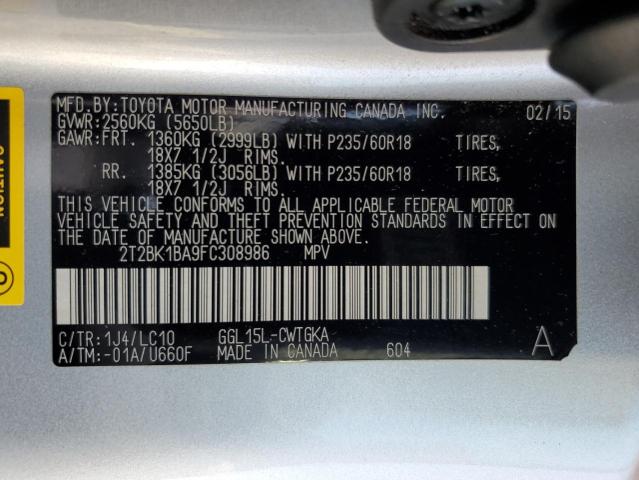 MFD.BY:TOYOTA MOTOR MANUFACTURING CANADA INC. 02/15
GVWR:2560KG (5650LB)
GAWR:FRT. 1360KG (2999LB) WITH P235/60R18 TIRES,
18X7 1/2J RIMS.
RR. 1385KG (3056LB) WITH P235/60R18 TIRES,
18X7 1/2J RIMS.
THIS VEHICLE CONFORMS TO ALL APPLICABLE FEDERAL MOTOR
VEHICLE SAFETY AND THEFT PREVENTION STANDARDS IN EFFECT ON
THE DATE OF MANUFACTURE SHOWN ABOVE.
2T2BK1BA9FC308986 MPV
C/TR:1J4/LC10 GGL15L-CWTGKA
A/TM:-01A/U660F MADE IN CANADA 604 A
CAUTION